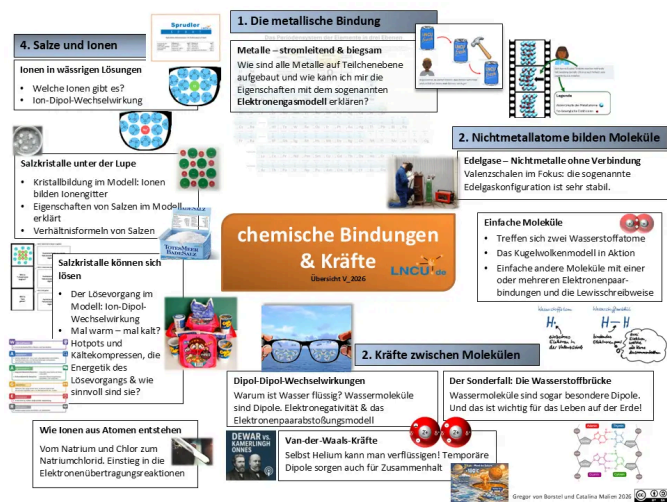 1. Die metallische Bindung
Metalle – stromleitend & biegsam
Wie sind alle Metalle auf Teilchenebene
aufgebaut und wie kann ich mir die
Eigenschaften mit dem sogenannten
Elektronengasmodell erklären?
Legende
2. Nichtmetallatome bilden Moleküle
Edelgase – Nichtmetalle ohne Verbindung
Valenzschalen im Fokus: die sogenannte
Edelgaskonfiguration ist sehr stabil.
Einfache Moleküle
• Treffen sich zwei Wasserstoffatome
• Das Kugelwolkenmodell in Aktion
• Einfache andere Moleküle mit einer
oder mehreren Elektronenpaar-
bindungen und die Lewisschreibweise
chemische Bindungen
& Kräfte
Übersicht V_2026
LNCU.de
4. Salze und Ionen
Sprudler
Ionen in wässrigen Lösungen
• Welche Ionen gibt es?
• Ion-Dipol-Wechselwirkung
Salzkristalle unter der Lupe
• Kristallbildung im Modell: Ionen
bilden Ionengitter
• Eigenschaften von Salzen im Modell
erklärt
• Verhältnisformeln von Salzen
TOTES MEER
BADESALZ
Salzkristalle können sich
lösen
• Der Lösevorgang im
Modell: Ion-Dipol-
Wechselwirkung
• Mal warm – mal kalt?
Hotpots und
Kältekompressen, die
Energetik des
Lösevorgangs & wie
sinnvoll sind sie?
Wie Ionen aus Atomen entstehen
Vom Natrium und Chlor zum
Natriumchlorid. Einstieg in die
Elektronenübertragungsreaktionen
2. Kräfte zwischen Molekülen
Dipol-Dipol-Wechselwirkungen
Warum ist Wasser flüssig? Wassermoleküle
sind Dipole. Elektronegativität & das
Elektronenpaarabstoßungsmodell
Der Sonderfall: Die Wasserstoffbrücke
Wassermoleküle sind sogar besondere Dipole.
Und das ist wichtig für das Leben auf der Erde!
DEWAR VS.
KAMERLINGH
ONNES
Van-der-Waals-Kräfte
Selbst Helium kann man verflüssigen! Temporäre
Dipole sorgen auch für Zusammenhalt
2+ 2+
Gregor von Borstel und Catalina Mallen 2026